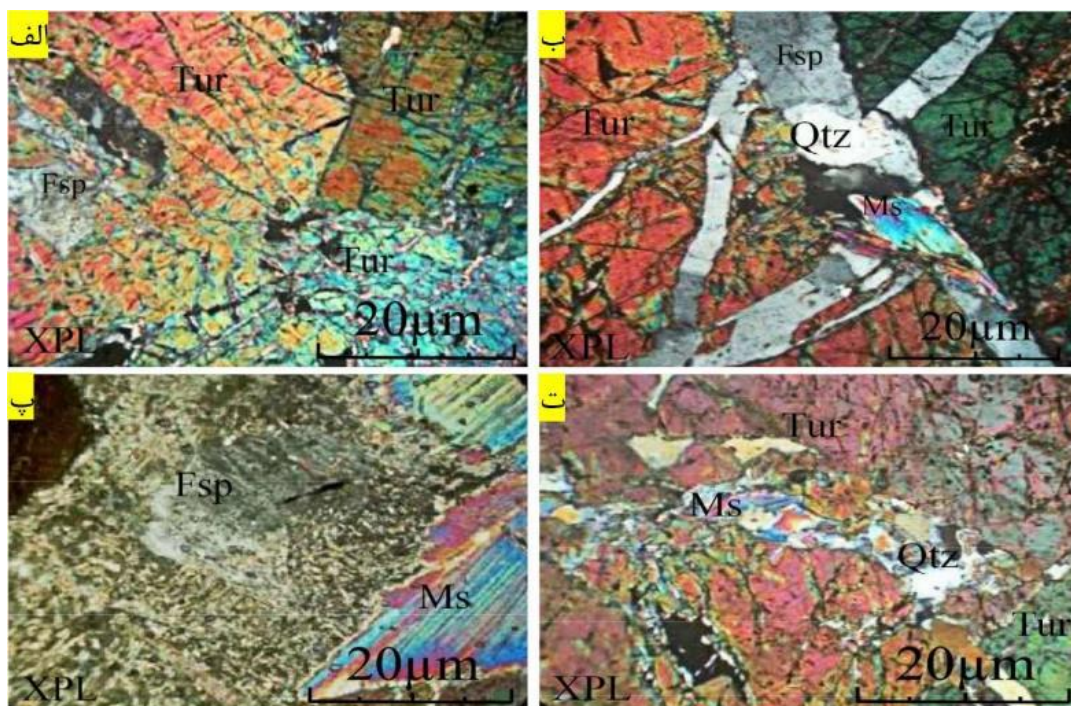 الف
Tur
Tur
Fsp
Tur
20μm
XPL
ب
Fsp
Tur
Qtz
Tur
Ms
20μm
XPL
پ
Fsp
Ms
20μm
XPL
ت
Tur
Ms
Qtz
Tur
20μm
XPL